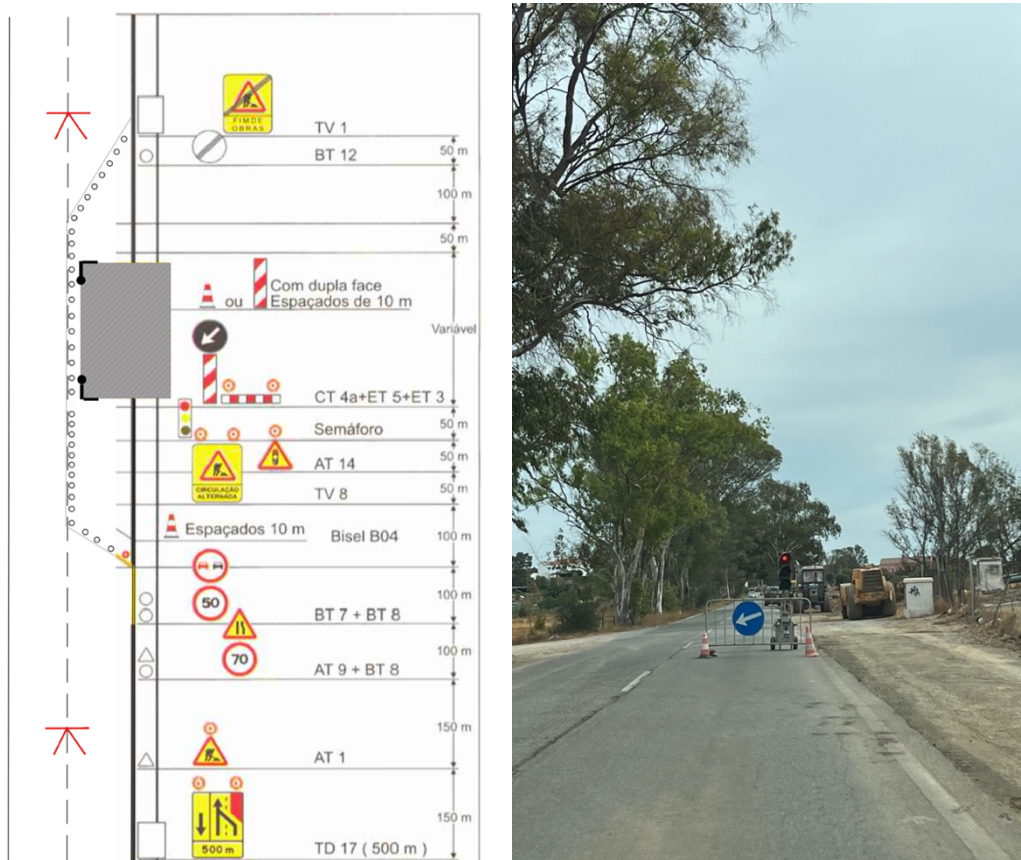 FIM DE
OBRAS
TV 1
BT 12
50 m
100 m
50 m
ou
Com dupla face
Espaçados de 10 m
Variável
CT 4a+ET 5+ET 3
50 m
Semáforo
50 m
AT 14
CIRCULAÇÃO
ALTERNADA
TV 8
50 m
Espaçados 10 m
Bisel B04
100 m
50
BT 7 + BT 8
100 m
70
AT 9 + BT 8
100 m
150 m
AT 1
150 m
500 m
TD 17 ( 500 m )